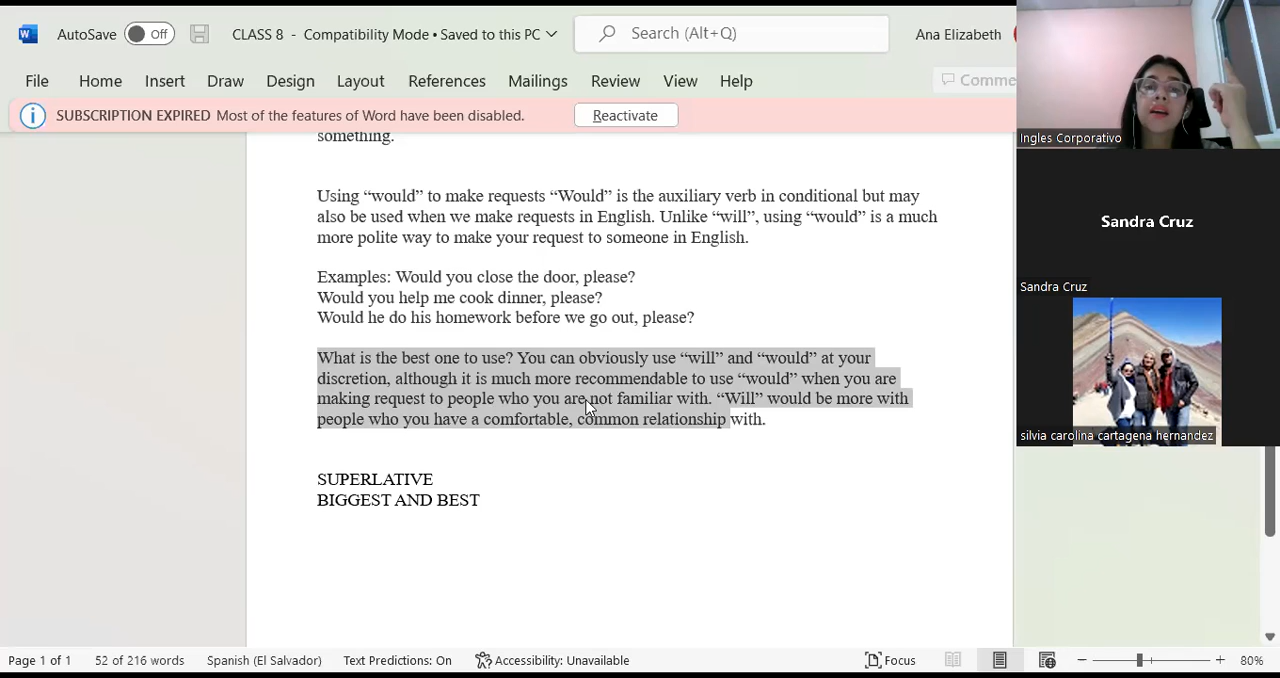 AutoSave Off CLASS 8 - Compatibility Mode • Saved to this PC Search (Alt+Q) Ana Elizabeth
File Home Insert Draw Design Layout References Mailings Review View Help Comme
SUBSCRIPTION EXPIRED Most of the features of Word have been disabled. Reactivate
Ingles Corporativo
something.
Using “would” to make requests “Would” is the auxiliary verb in conditional but may
also be used when we make requests in English. Unlike “will”, using “would” is a much
more polite way to make your request to someone in English.
Sandra Cruz
Sandra Cruz
Examples: Would you close the door, please?
Would you help me cook dinner, please?
Would he do his homework before we go out, please?
What is the best one to use? You can obviously use “will” and “would” at your
discretion, although it is much more recommendable to use “would” when you are
making request to people who you are not familiar with. “Will” would be more with
people who you have a comfortable, common relationship with.
silvia carolina cartagena hernandez
SUPERLATIVE
BIGGEST AND BEST
Page 1 of 1 52 of 216 words Spanish (El Salvador) Text Predictions: On Accessibility: Unavailable Focus 80%